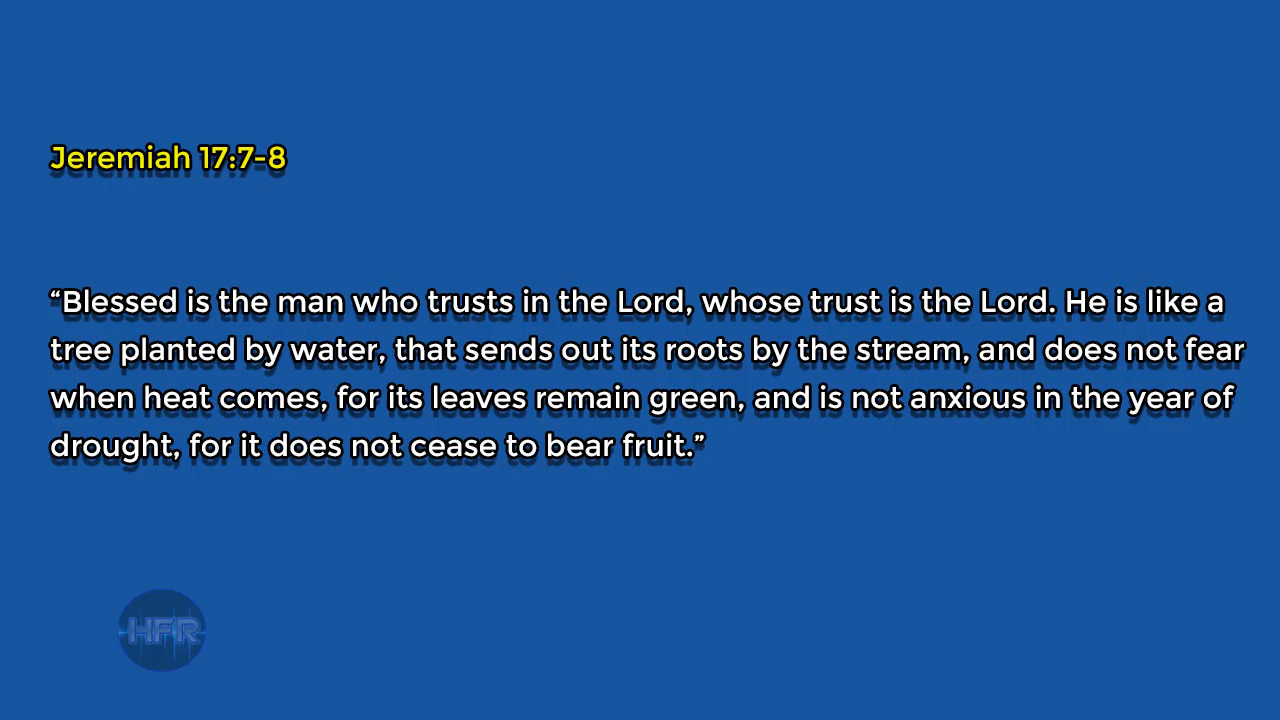 Jeremiah 17:7-8
“Blessed is the man who trusts in the Lord, whose trust is the Lord. He is like a
tree planted by water, that sends out its roots by the stream, and does not fear
when heat comes, for its leaves remain green, and is not anxious in the year of
drought, for it does not cease to bear fruit.”
HFR